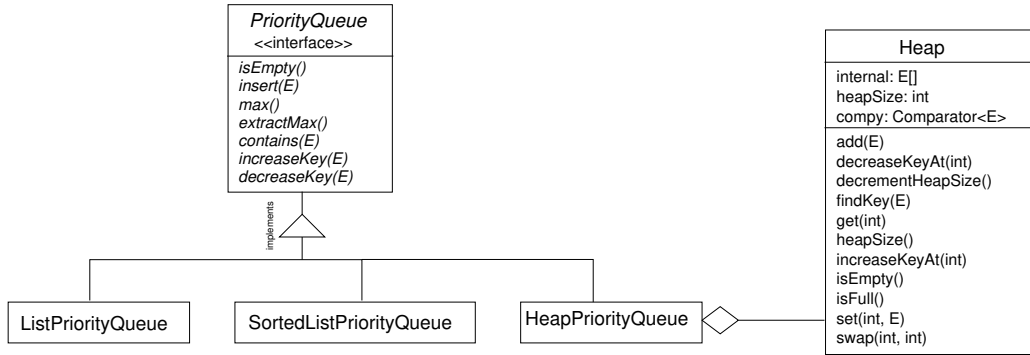 PriorityQueue
<<interface>>
isEmpty()
insert(E)
max()
extractMax()
contains(E)
increaseKey(E)
decreaseKey(E)
implements
ListPriorityQueue
SortedListPriorityQueue
HeapPriorityQueue
Heap
internal: E[]
heapSize: int
compy: Comparator<E>
add(E)
decreaseKeyAt(int)
decrementHeapSize()
findKey(E)
get(int)
heapSize()
increaseKeyAt(int)
isEmpty()
isFull()
set(int, E)
swap(int, int)